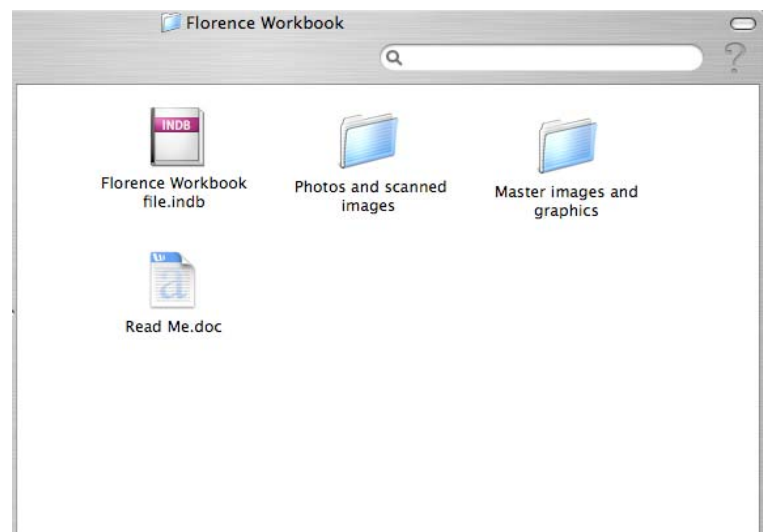 Florence Workbook
?
INDB
Florence Workbook
file.indb
Photos and scanned
images
Master images and
graphics
W
a
Read Me.doc